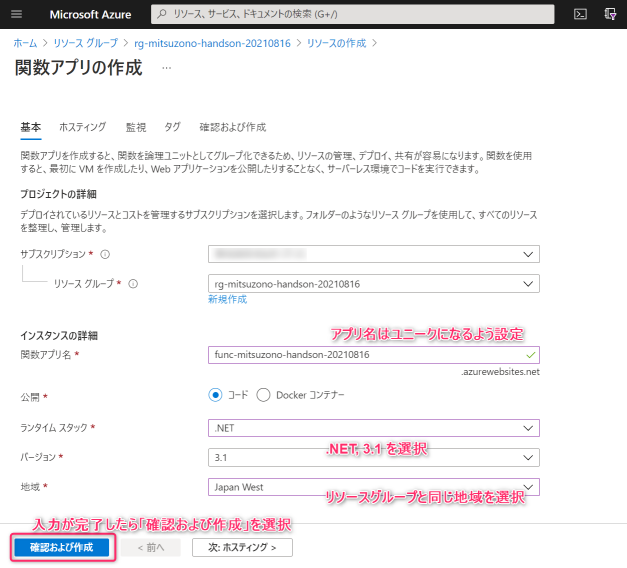 Microsoft Azure
リソース、サービス、ドキュメントの検索 (G+/)
ホーム > リソース グループ > rg-mitsuzono-handson-20210816 > リソースの作成 >
関数アプリの作成 …
基本 ホスティング 監視 タグ 確認および作成
関数アプリを作成すると、関数を論理ユニットとしてグループ化できるため、リソースの管理、デプロイ、共有が容易になります。関数を使用
すると、最初に VM を作成したり、Web アプリケーションを公開したりすることなく、サーバーレス環境でコードを実行できます。
プロジェクトの詳細
デプロイされているリソースとコストを管理するサブスクリプションを選択します。フォルダーのようなリソース グループを使用して、すべてのリソース
を整理し、管理します。
サブスクリプション *
リソース グループ * rg-mitsuzono-handson-20210816
新規作成
インスタンスの詳細
アプリ名はユニークになるよう設定
関数アプリ名 * func-mitsuzono-handson-20210816
.azurewebsites.net
公開 * コード Docker コンテナー
ランタイム スタック * .NET
.NET, 3.1 を選択
バージョン * 3.1
地域 * Japan West
リソースグループと同じ地域を選択
入力が完了したら「確認および作成」を選択
確認および作成 < 前へ 次: ホスティング >